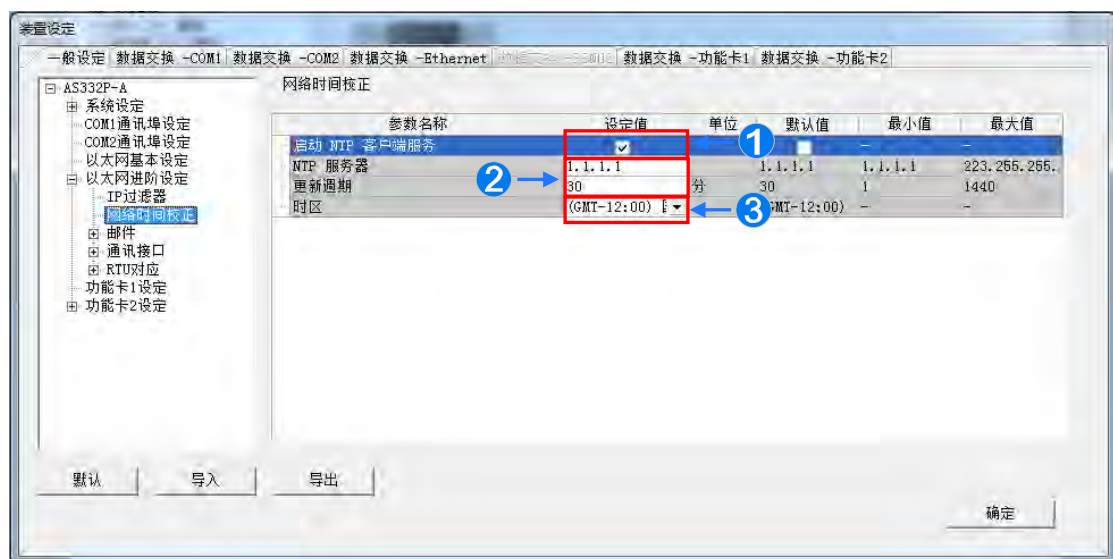 装置设定
一般设定 数据交换 -COM1 数据交换 -COM2 数据交换 -Ethernet 数据交换 -功能卡1 数据交换 -功能卡2
AS332P-A
系统设定
COM1通讯埠设定
COM2通讯埠设定
以太网基本设定
以太网进阶设定
IP过滤器
网络时间校正
邮件
通讯接口
RTU对应
功能卡1设定
功能卡2设定
网络时间校正
参数名称 设定值 单位 默认值 最小值 最大值
启动 NTP 客户端服务 1 - -
NTP 服务器 1.1.1.1 1.1.1.1 1.1.1.1 223.255.255.
2
更新週期 30 分 30 1 1440
时区 (GMT-12:00) 3 GMT-12:00) - -
默认 导入 导出
确定